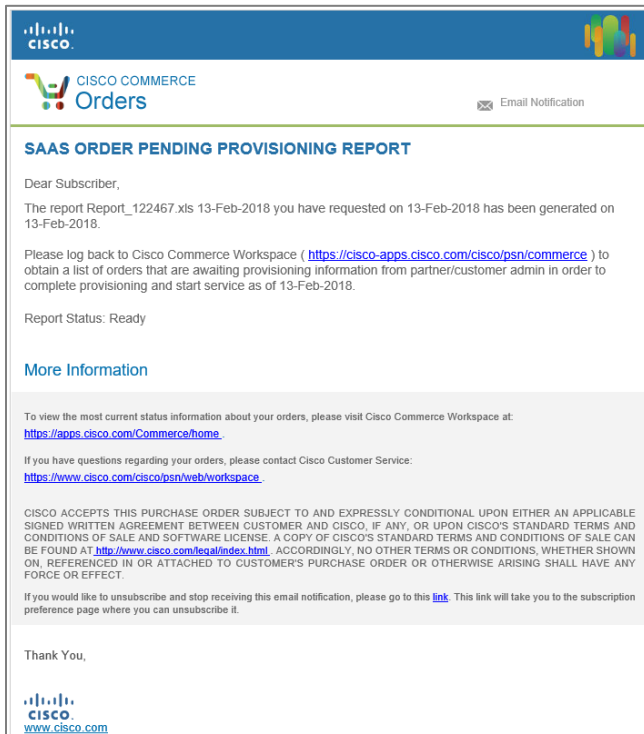 CISCO.
CISCO COMMERCE
Orders
Email Notification
SAAS ORDER PENDING PROVISIONING REPORT
Dear Subscriber,
The report Report_122467.xls 13-Feb-2018 you have requested on 13-Feb-2018 has been generated on
13-Feb-2018.
Please log back to Cisco Commerce Workspace ( https://cisco-apps.cisco.com/cisco/psn/commerce ) to
obtain a list of orders that are awaiting provisioning information from partner/customer admin in order to
complete provisioning and start service as of 13-Feb-2018.
Report Status: Ready
More Information
To view the most current status information about your orders, please visit Cisco Commerce Workspace at:
https://apps.cisco.com/Commerce/home .
If you have questions regarding your orders, please contact Cisco Customer Service:
https://www.cisco.com/cisco/psn/web/workspace .
CISCO ACCEPTS THIS PURCHASE ORDER SUBJECT TO AND EXPRESSLY CONDITIONAL UPON EITHER AN APPLICABLE
SIGNED WRITTEN AGREEMENT BETWEEN CUSTOMER AND CISCO, IF ANY, OR UPON CISCO'S STANDARD TERMS AND
CONDITIONS OF SALE AND SOFTWARE LICENSE. A COPY OF CISCO'S STANDARD TERMS AND CONDITIONS OF SALE CAN
BE FOUND AT http://www.cisco.com/legal/index.html . ACCORDINGLY, NO OTHER TERMS OR CONDITIONS, WHETHER SHOWN
ON, REFERENCED IN OR ATTACHED TO CUSTOMER'S PURCHASE ORDER OR OTHERWISE ARISING SHALL HAVE ANY
FORCE OR EFFECT.
If you would like to unsubscribe and stop receiving this email notification, please go to this link. This link will take you to the subscription
preference page where you can unsubscribe it.
Thank You,
CISCO.
www.cisco.com